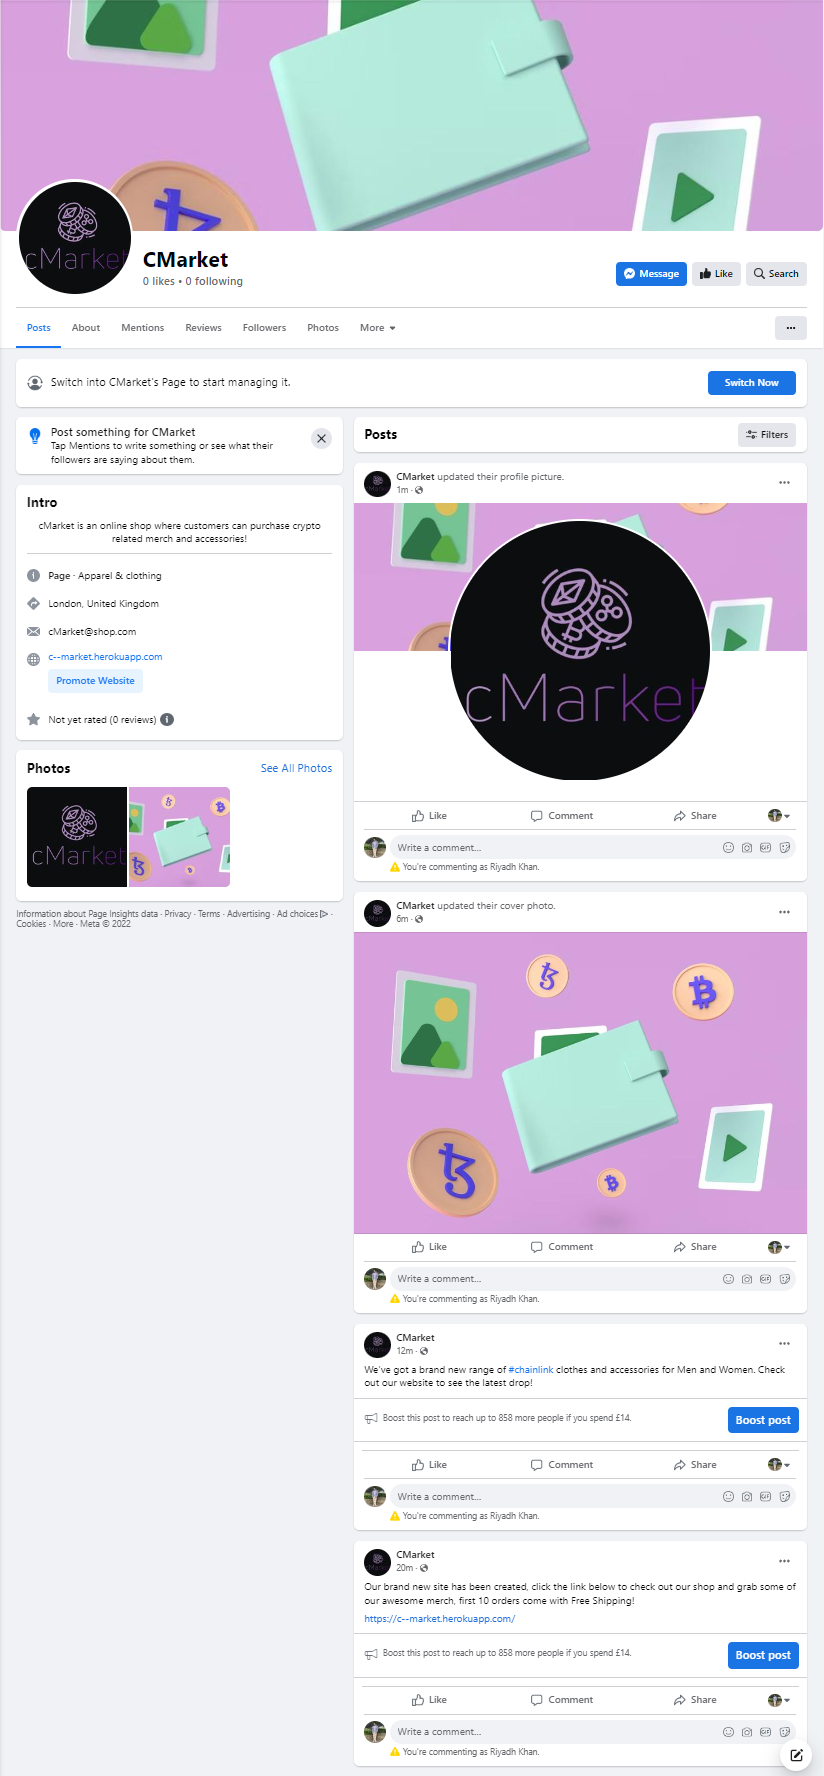 cMarket
CMarket
0 likes • 0 following
Message
Like
Search
Posts
About
Mentions
Reviews
Followers
Photos
More
Switch into CMarket's Page to start managing it.
Switch Now
Post something for CMarket
Tap Mentions to write something or see what their
followers are saying about them.
Intro
cMarket is an online shop where customers can purchase crypto
related merch and accessories!
Page · Apparel & clothing
London, United Kingdom
cMarket@shop.com
c--market.herokuapp.com
Promote Website
Not yet rated (0 reviews)
Photos
See All Photos
cMarket
Information about Page Insights data · Privacy · Terms · Advertising · Ad choices ·
Cookies · More · Meta © 2022
Posts
Filters
CMarket updated their profile picture.
1m ·
cMarket
Like
Comment
Share
Write a comment...
GIF
You're commenting as Riyadh Khan.
CMarket updated their cover photo.
6m ·
Like
Comment
Share
Write a comment...
GIF
You're commenting as Riyadh Khan.
CMarket
12m ·
We've got a brand new range of #chainlink clothes and accessories for Men and Women. Check
out our website to see the latest drop!
Boost this post to reach up to 858 more people if you spend £14.
Boost post
Like
Comment
Share
Write a comment...
GIF
You're commenting as Riyadh Khan.
CMarket
20m ·
Our brand new site has been created, click the link below to check out our shop and grab some of
our awesome merch, first 10 orders come with Free Shipping!
https://c--market.herokuapp.com/
Boost this post to reach up to 858 more people if you spend £14.
Boost post
Like
Comment
Share
Write a comment...
GIF
You're commenting as Riyadh Khan.